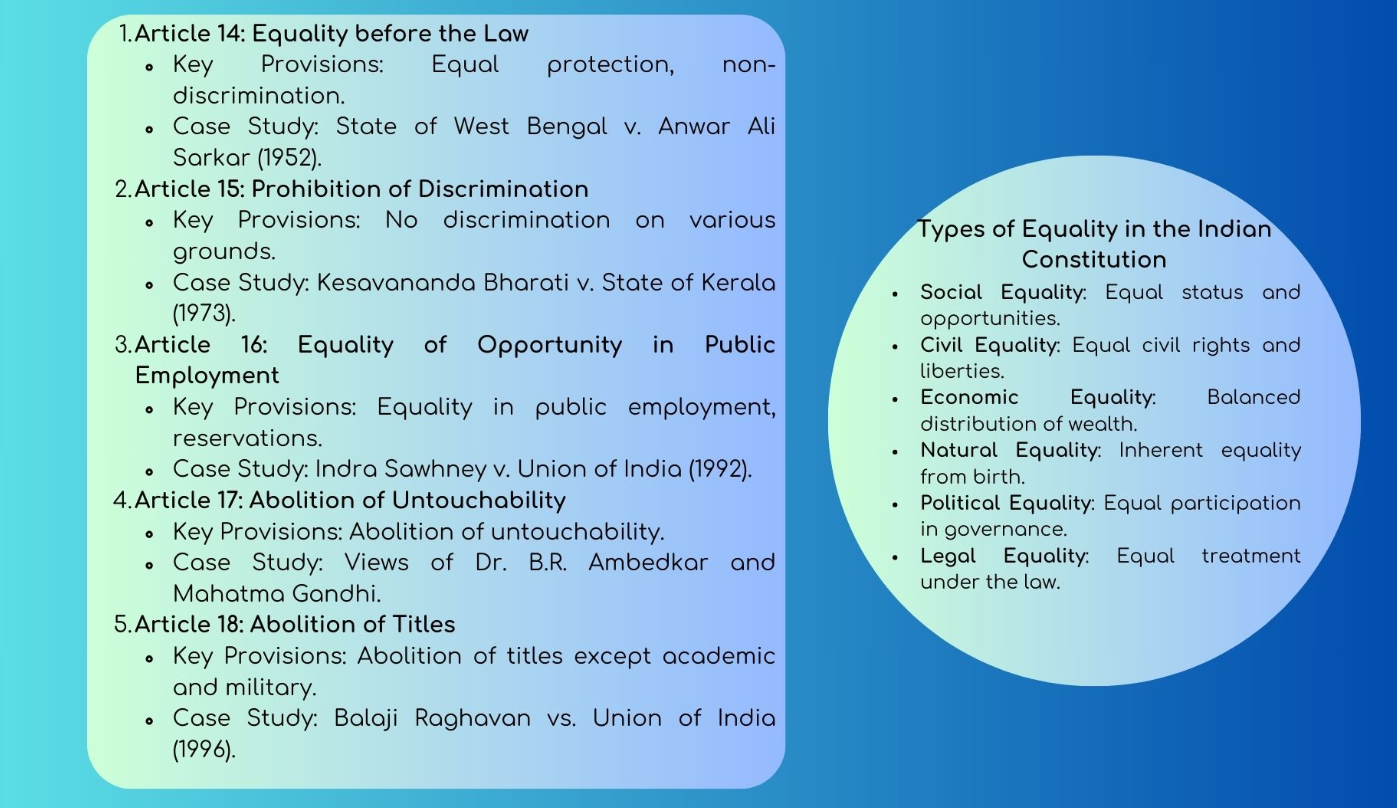 1. Article 14: Equality before the Law
Key Provisions: Equal protection, non-
discrimination.
Case Study: State of West Bengal v. Anwar Ali
Sarkar (1952).
2. Article 15: Prohibition of Discrimination
Key Provisions: No discrimination on various
grounds.
Case Study: Kesavananda Bharati v. State of Kerala
(1973).
3. Article 16: Equality of Opportunity in Public
Employment
Key Provisions: Equality in public employment,
reservations.
Case Study: Indra Sawhney v. Union of India (1992).
4. Article 17: Abolition of Untouchability
Key Provisions: Abolition of untouchability.
Case Study: Views of Dr. B.R. Ambedkar and
Mahatma Gandhi.
5. Article 18: Abolition of Titles
Key Provisions: Abolition of titles except academic
and military.
Case Study: Balaji Raghavan vs. Union of India
(1996).
Types of Equality in the Indian
Constitution
Social Equality: Equal status and
opportunities.
Civil Equality: Equal civil rights and
liberties.
Economic Equality: Balanced
distribution of wealth.
Natural Equality: Inherent equality
from birth.
Political Equality: Equal participation
in governance.
Legal Equality: Equal treatment
under the law.